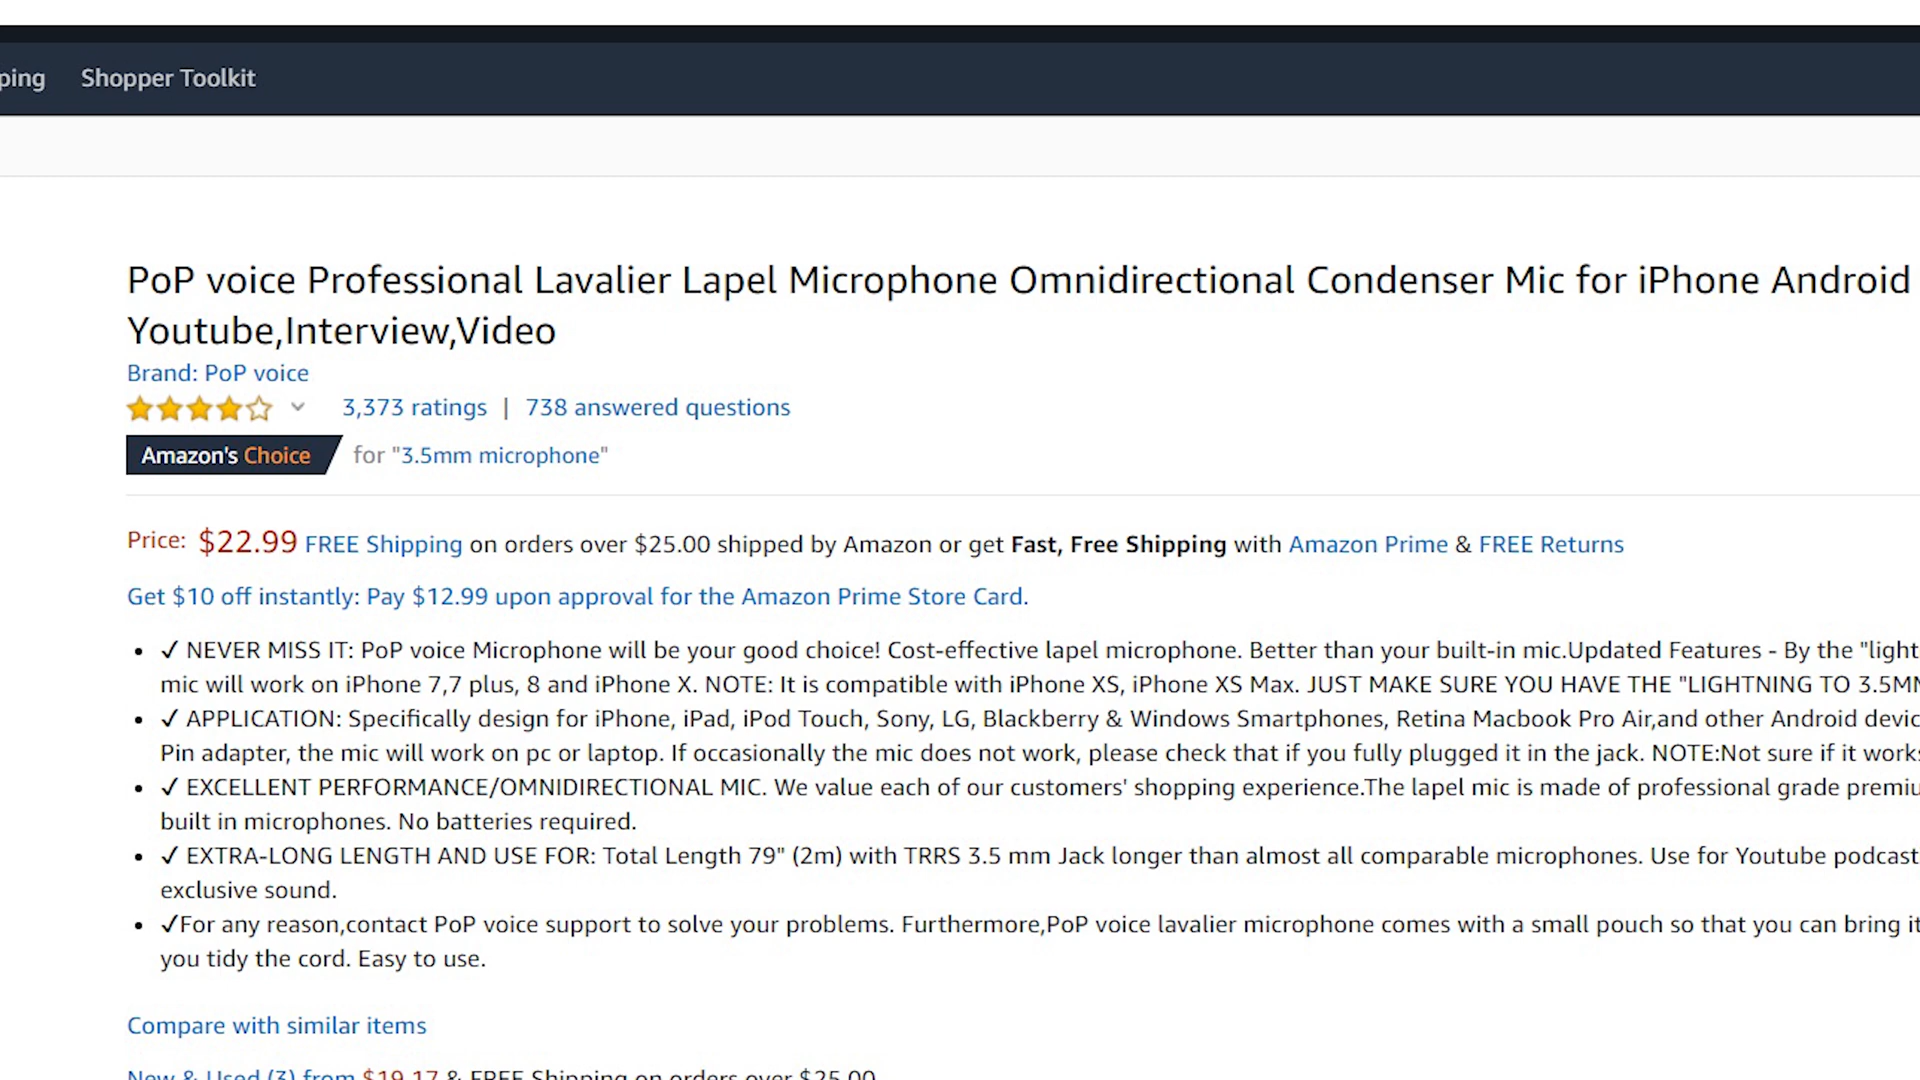 Shopper Toolkit
PoP voice Professional Lavalier Lapel Microphone Omnidirectional Condenser Mic for iPhone Android
Youtube,Interview,Video
Brand: PoP voice
3,373 ratings | 738 answered questions
Amazon's Choice for "3.5mm microphone"
Price: $22.99 FREE Shipping on orders over $25.00 shipped by Amazon or get Fast, Free Shipping with Amazon Prime & FREE Returns
Get $10 off instantly: Pay $12.99 upon approval for the Amazon Prime Store Card.
• ✓ NEVER MISS IT: PoP voice Microphone will be your good choice! Cost-effective lapel microphone. Better than your built-in mic.Updated Features - By the "light
mic will work on iPhone 7,7 plus, 8 and iPhone X. NOTE: It is compatible with iPhone XS, iPhone XS Max. JUST MAKE SURE YOU HAVE THE "LIGHTNING TO 3.5MM
• ✓ APPLICATION: Specifically design for iPhone, iPad, iPod Touch, Sony, LG, Blackberry & Windows Smartphones, Retina Macbook Pro Air,and other Android devic
Pin adapter, the mic will work on pc or laptop. If occasionally the mic does not work, please check that if you fully plugged it in the jack. NOTE:Not sure if it works
• ✓ EXCELLENT PERFORMANCE/OMNIDIRECTIONAL MIC. We value each of our customers' shopping experience.The lapel mic is made of professional grade premiu
built in microphones. No batteries required.
• ✓ EXTRA-LONG LENGTH AND USE FOR: Total Length 79" (2m) with TRRS 3.5 mm Jack longer than almost all comparable microphones. Use for Youtube podcast
exclusive sound.
• ✓For any reason,contact PoP voice support to solve your problems. Furthermore,PoP voice lavalier microphone comes with a small pouch so that you can bring it
you tidy the cord. Easy to use.
Compare with similar items
New & Used (3) from $19.17 & FREE Shipping on orders over $25.00